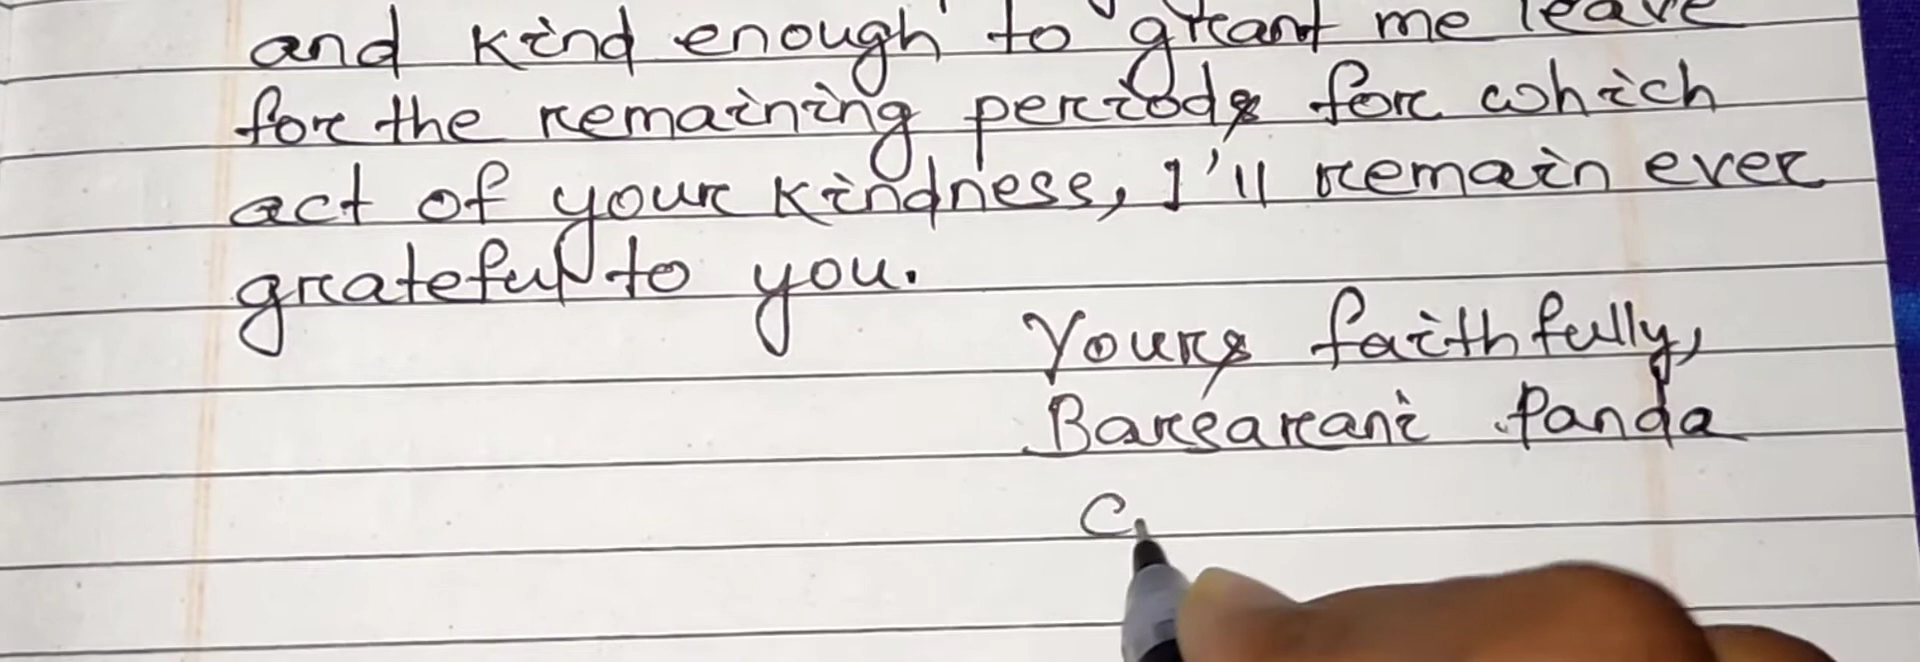 and kind enough to grant me leave
for the remaining periods for which
act of your kindness, I'll remain ever
grateful to you.
Yours faithfully,
Barsarani Panda
C